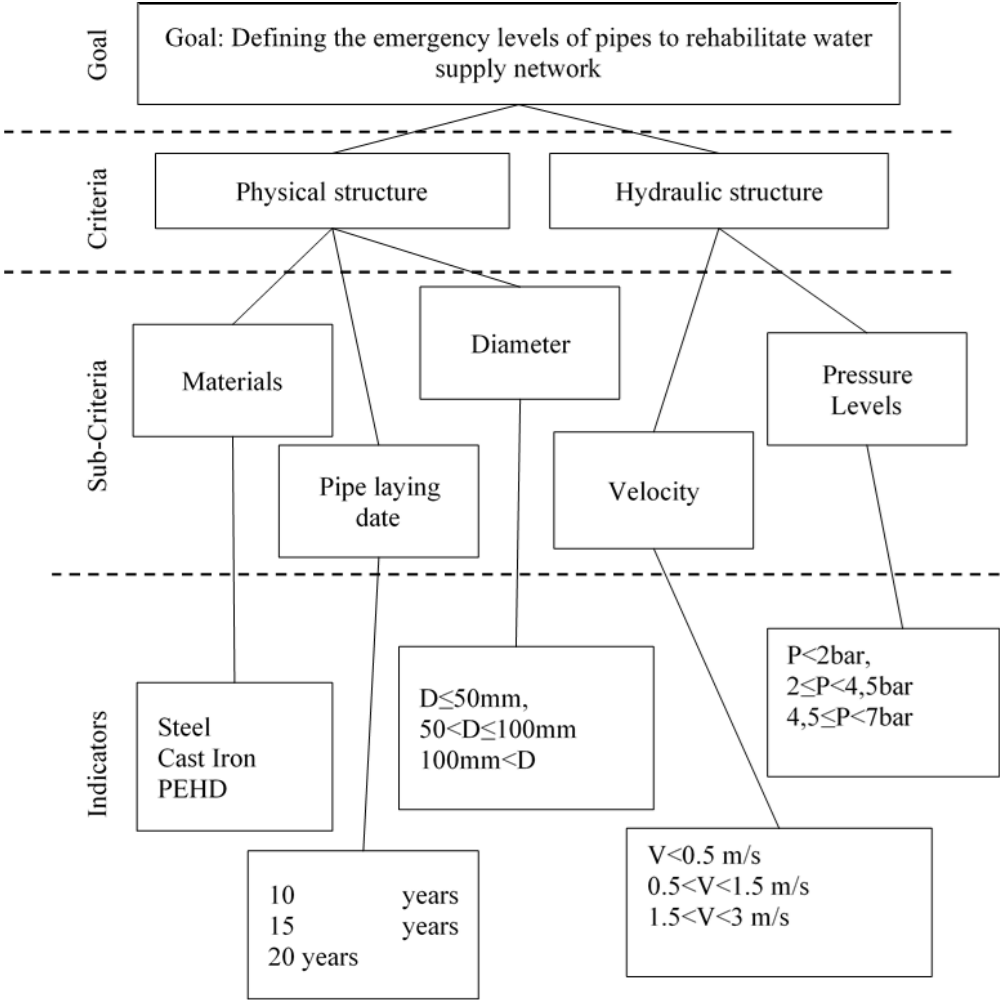 Goal
Goal: Defining the emergency levels of pipes to rehabilitate water
supply network
Criteria
Physical structure
Hydraulic structure
Sub-Criteria
Materials
Pipe laying
date
Diameter
Velocity
Pressure
Levels
Indicators
Steel
Cast Iron
PEHD
10 years
15 years
20 years
D≤50mm,
50<D≤100mm
100mm<D
V<0.5 m/s
0.5<V<1.5 m/s
1.5<V<3 m/s
P<2bar,
2≤P<4,5bar
4,5≤P<7bar